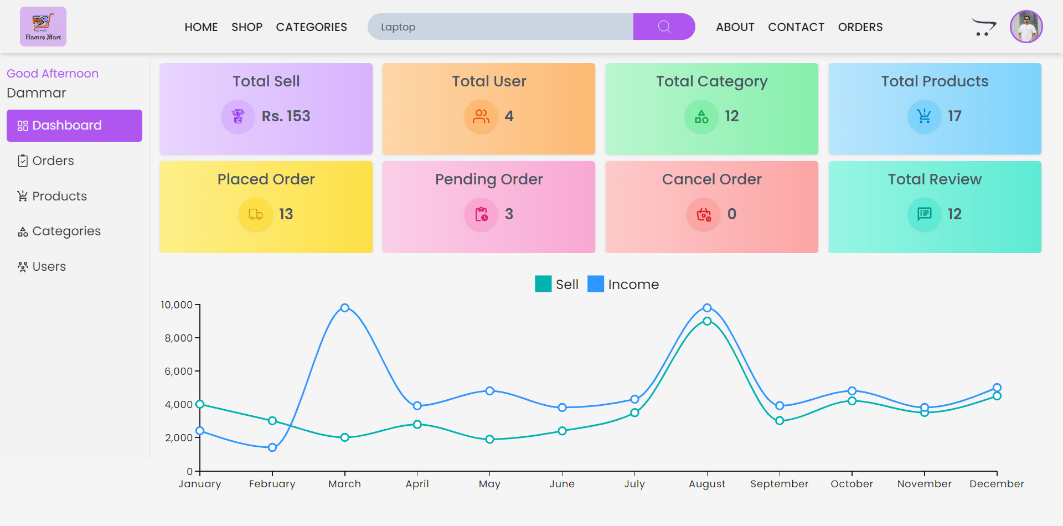 HOME SHOP CATEGORIES Laptop ABOUT CONTACT ORDERS
Good Afternoon
Dammar
Dashboard
Orders
Products
Categories
Users
Total Sell
Rs. 153
Total User
4
Total Category
12
Total Products
17
Placed Order
13
Pending Order
3
Cancel Order
0
Total Review
12
Sell Income
10,000
8,000
6,000
4,000
2,000
0
January February March April May June July August September October November December